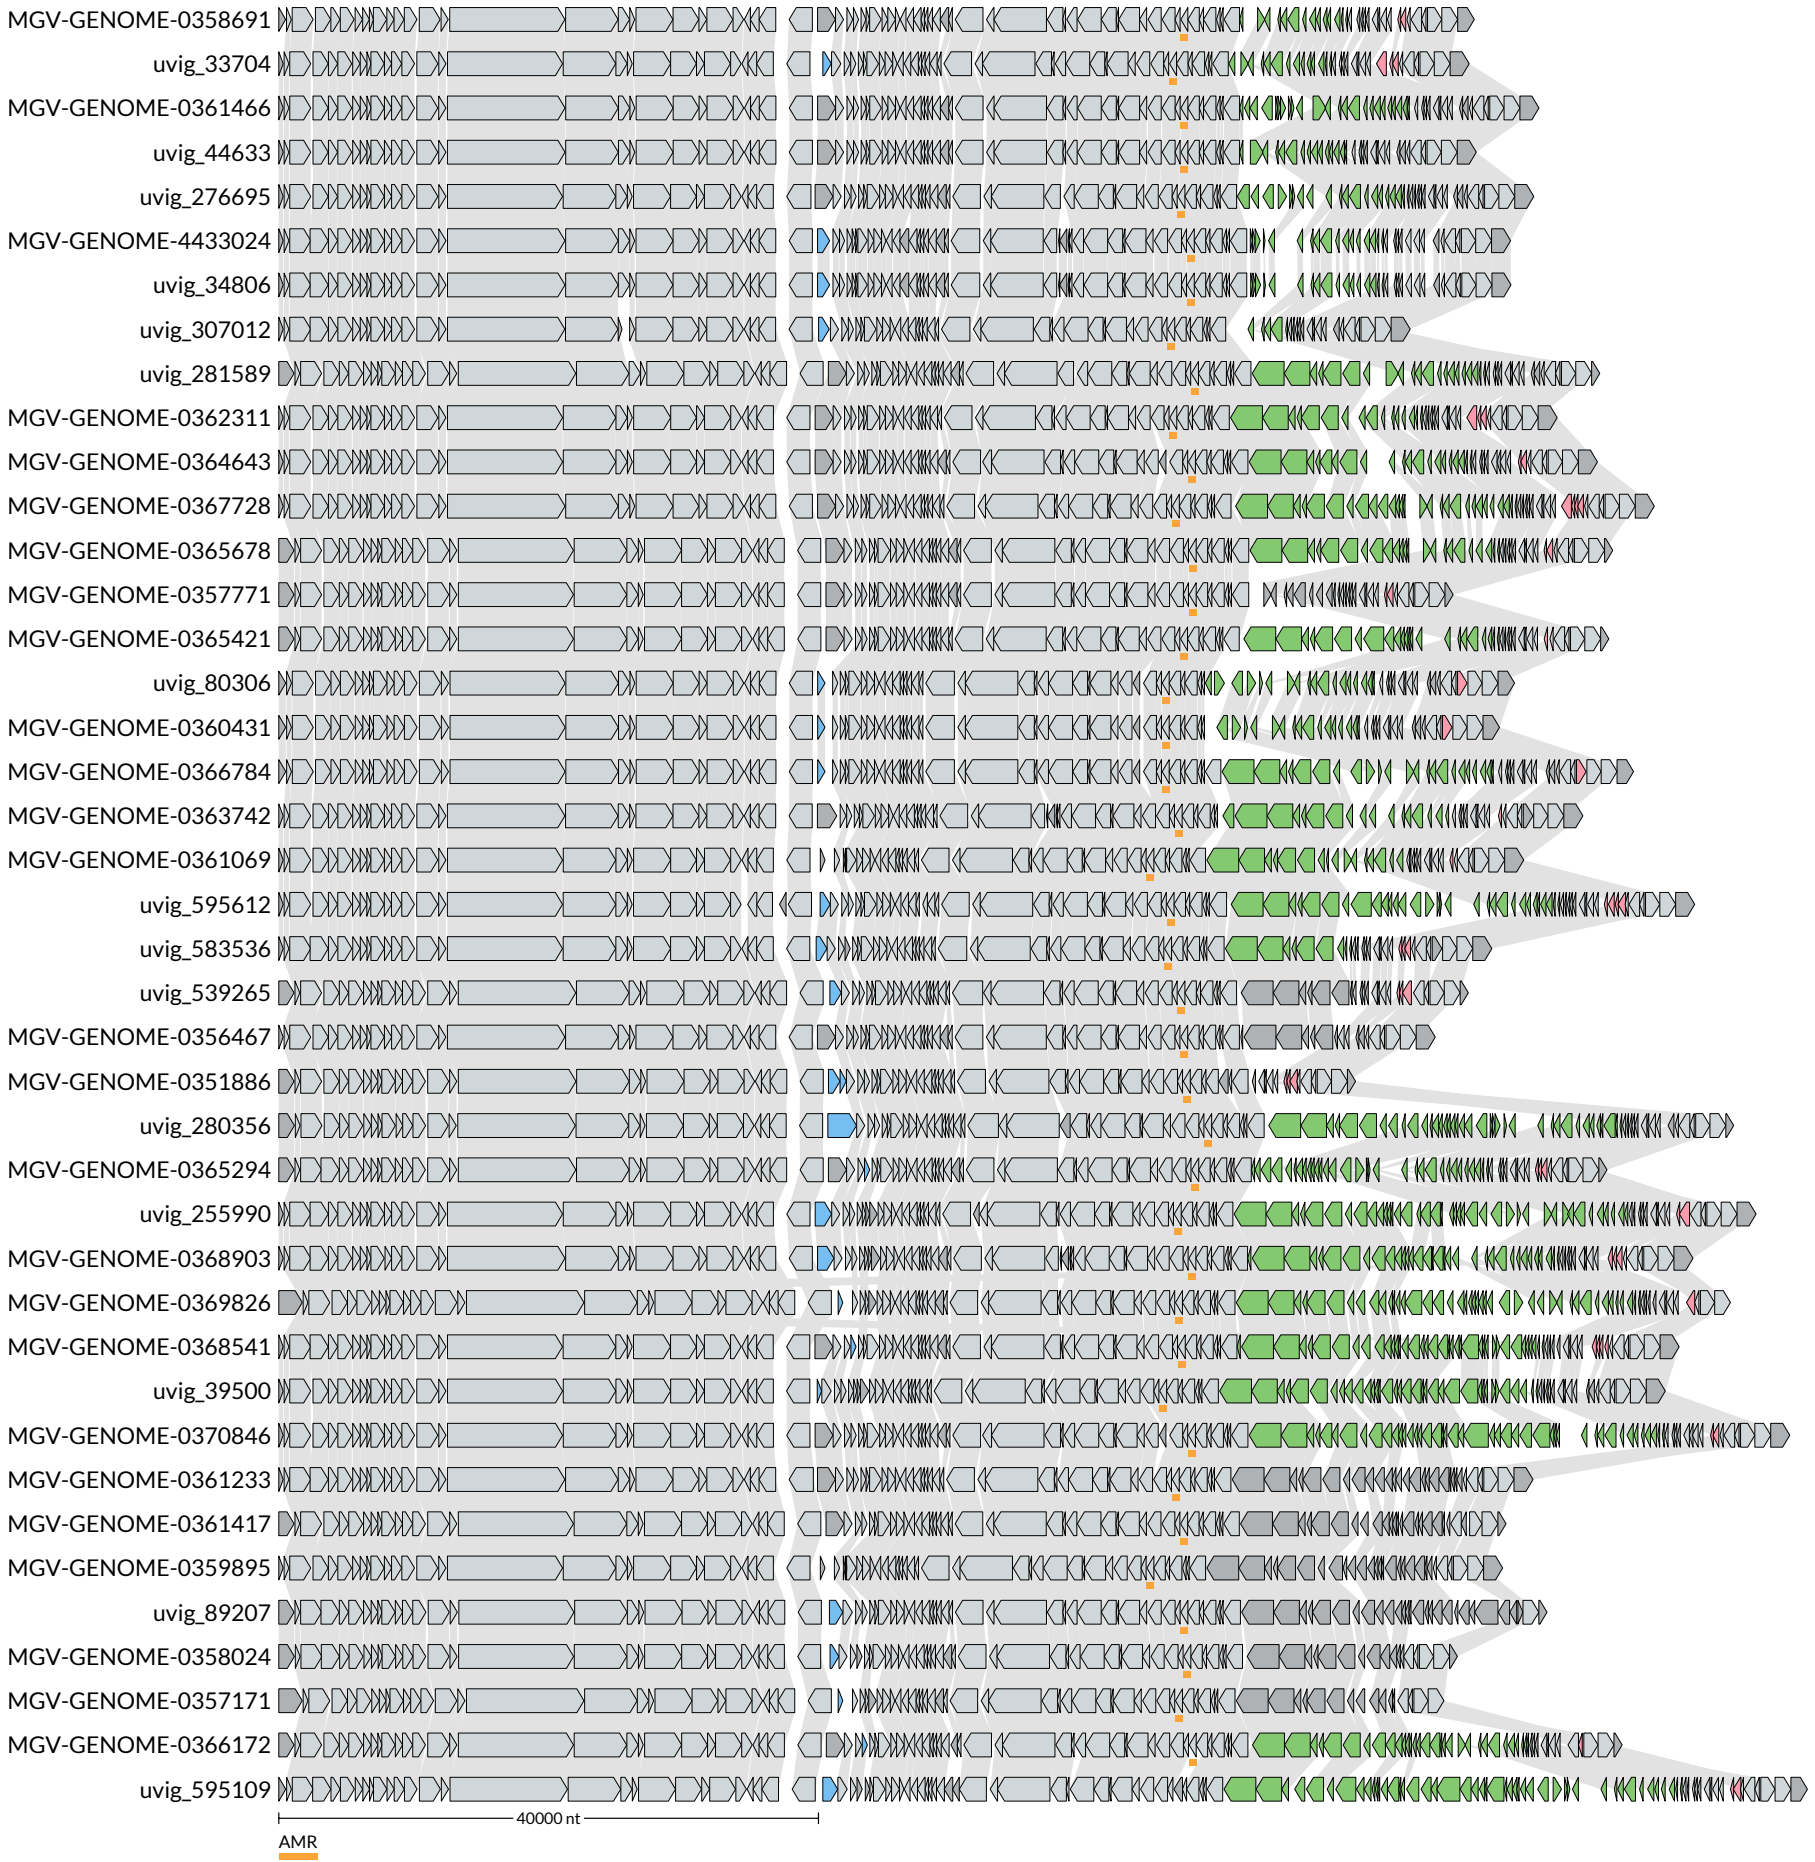 MGV-GENOME-0358691
uvig_33704
MGV-GENOME-0361466
uvig_44633
uvig_276695
MGV-GENOME-4433024
uvig_34806
uvig_307012
uvig_281589
MGV-GENOME-0362311
MGV-GENOME-0364643
MGV-GENOME-0367728
MGV-GENOME-0365678
MGV-GENOME-0357771
MGV-GENOME-0365421
uvig_80306
MGV-GENOME-0360431
MGV-GENOME-0366784
MGV-GENOME-0363742
MGV-GENOME-0361069
uvig_595612
uvig_583536
uvig_539265
MGV-GENOME-0356467
MGV-GENOME-0351886
uvig_280356
MGV-GENOME-0365294
uvig_255990
MGV-GENOME-0368903
MGV-GENOME-0369826
MGV-GENOME-0368541
uvig_39500
MGV-GENOME-0370846
MGV-GENOME-0361233
MGV-GENOME-0361417
MGV-GENOME-0359895
uvig_89207
MGV-GENOME-0358024
MGV-GENOME-0357171
MGV-GENOME-0366172
uvig_595109
40000 nt
AMR